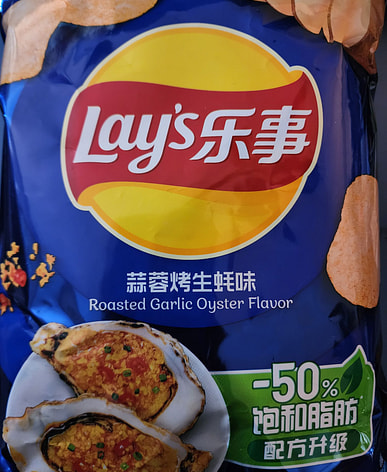 Lay's乐事
蒜蓉烤生蚝味
Roasted Garlic Oyster Flavor
-50%
饱和脂肪
配方升级